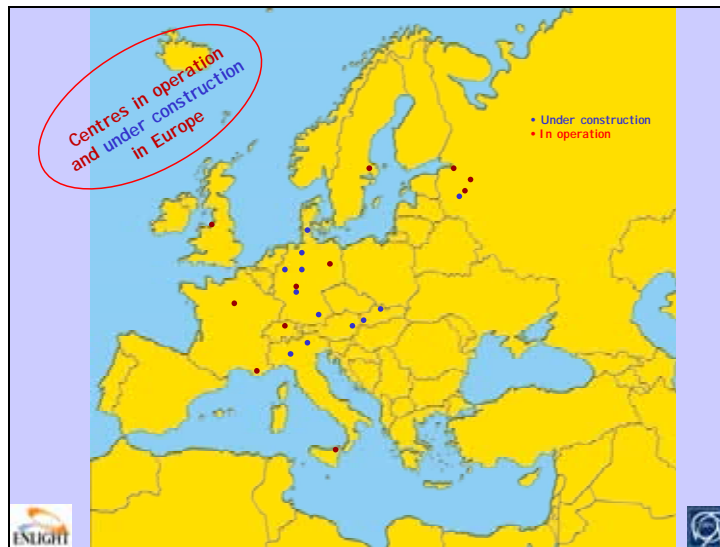 Centres in operation
and under construction
in Europe
• Under construction
• In operation
ENLIGHT